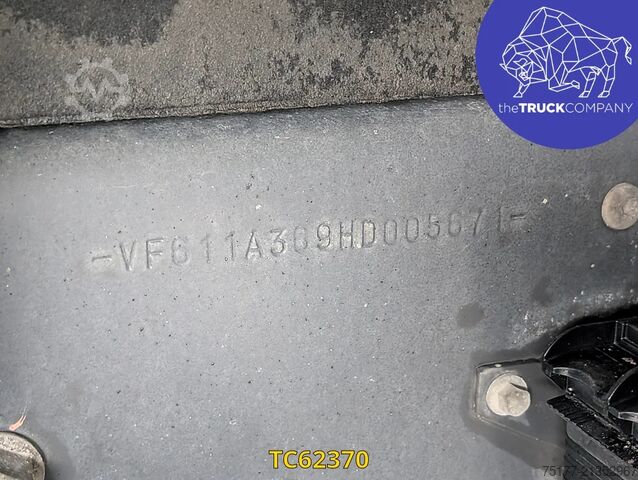 theTRUCKCOMPANY
-VF611A369HD005671-
TC62370